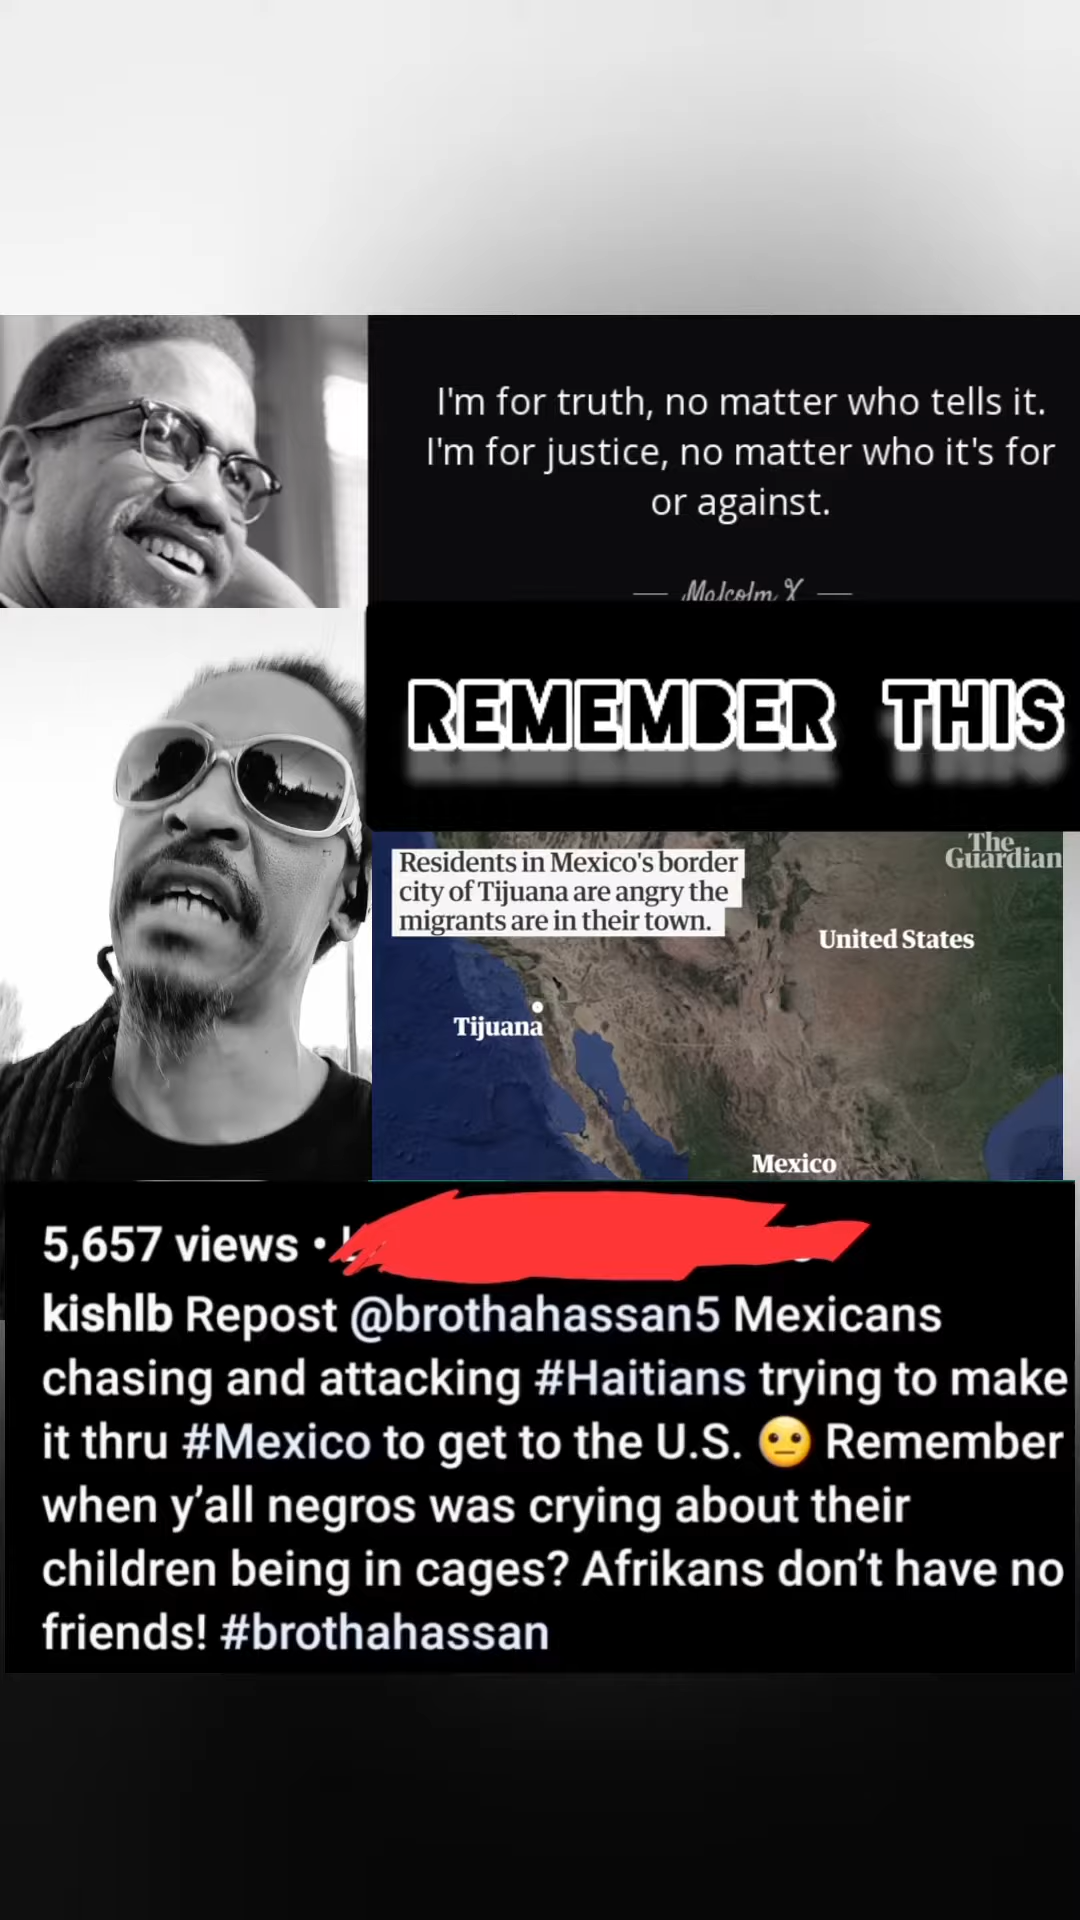 I'm for truth, no matter who tells it.
I'm for justice, no matter who it's for
or against.
Malcolm X
REMEMBER THIS
Residents in Mexico's border
city of Tijuana are angry the
migrants are in their town.
The
Guardian
United States
Tijuana
Mexico
5,657 views •
kishlb Repost @brothahassan5 Mexicans
chasing and attacking #Haitians trying to make
it thru #Mexico to get to the U.S. 😐 Remember
when y’all negros was crying about their
children being in cages? Afrikans don’t have no
friends! #brothahassan